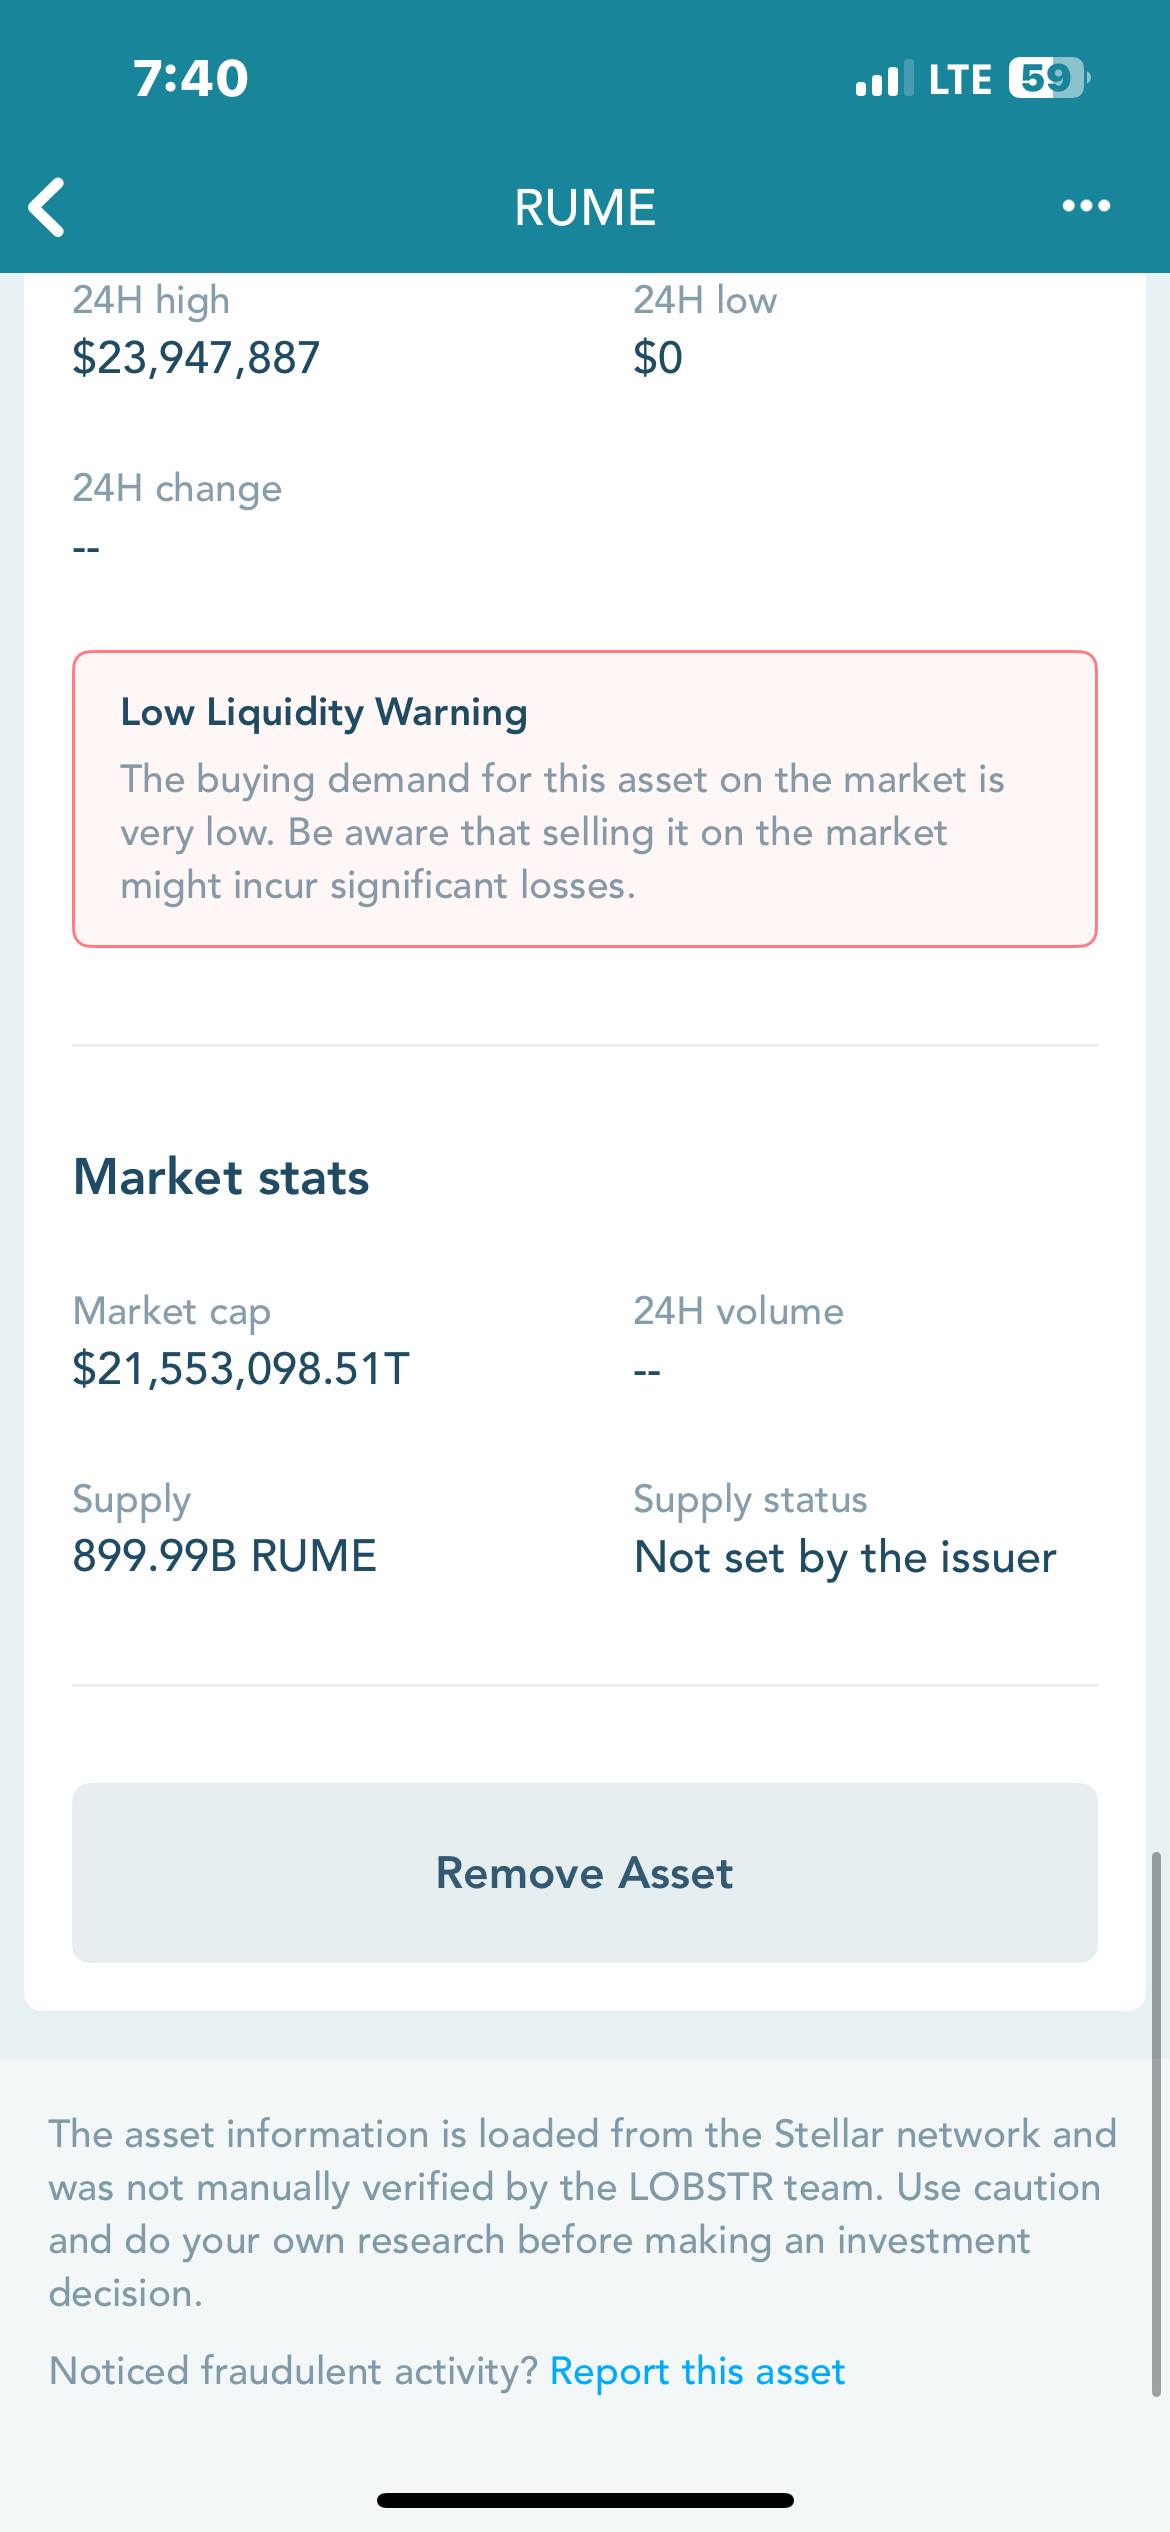 7:40
LTE 59
RUME
24H high
24H low
$23,947,887
$0
24H change
--
Low Liquidity Warning
The buying demand for this asset on the market is
very low. Be aware that selling it on the market
might incur significant losses.
Market stats
Market cap
24H volume
$21,553,098.51T
--
Supply
Supply status
899.99B RUME
Not set by the issuer
Remove Asset
The asset information is loaded from the Stellar network and
was not manually verified by the LOBSTR team. Use caution
and do your own research before making an investment
decision.
Noticed fraudulent activity? Report this asset